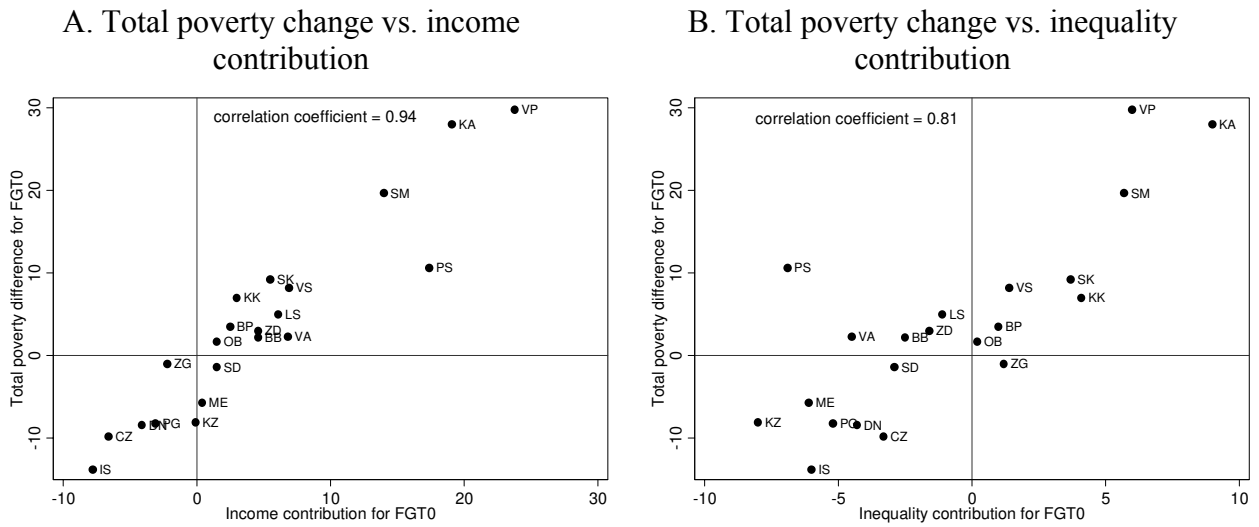 A. Total poverty change vs. income
contribution
B. Total poverty change vs. inequality
contribution
Total poverty difference for FGT0
30
20
10
0
-10
correlation coefficient = 0.94
VP
KA
SM
PS
SK
VS
KK
LS
BP
ZD
BB
VA
OB
ZG
SD
ME
KZ
DN
PG
CZ
IS
-10
0
10
20
30
Income contribution for FGT0
Total poverty difference for FGT0
30
20
10
0
-10
correlation coefficient = 0.81
VP
KA
SM
PS
SK
VS
KK
LS
BP
ZD
VA
BB
OB
ZG
SD
ME
KZ
PG
DN
CZ
IS
-10
-5
0
5
10
Inequality contribution for FGT0